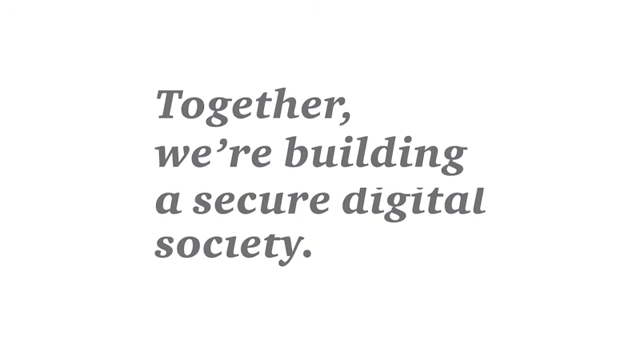 Together,
we’re building
a secure digital
society.